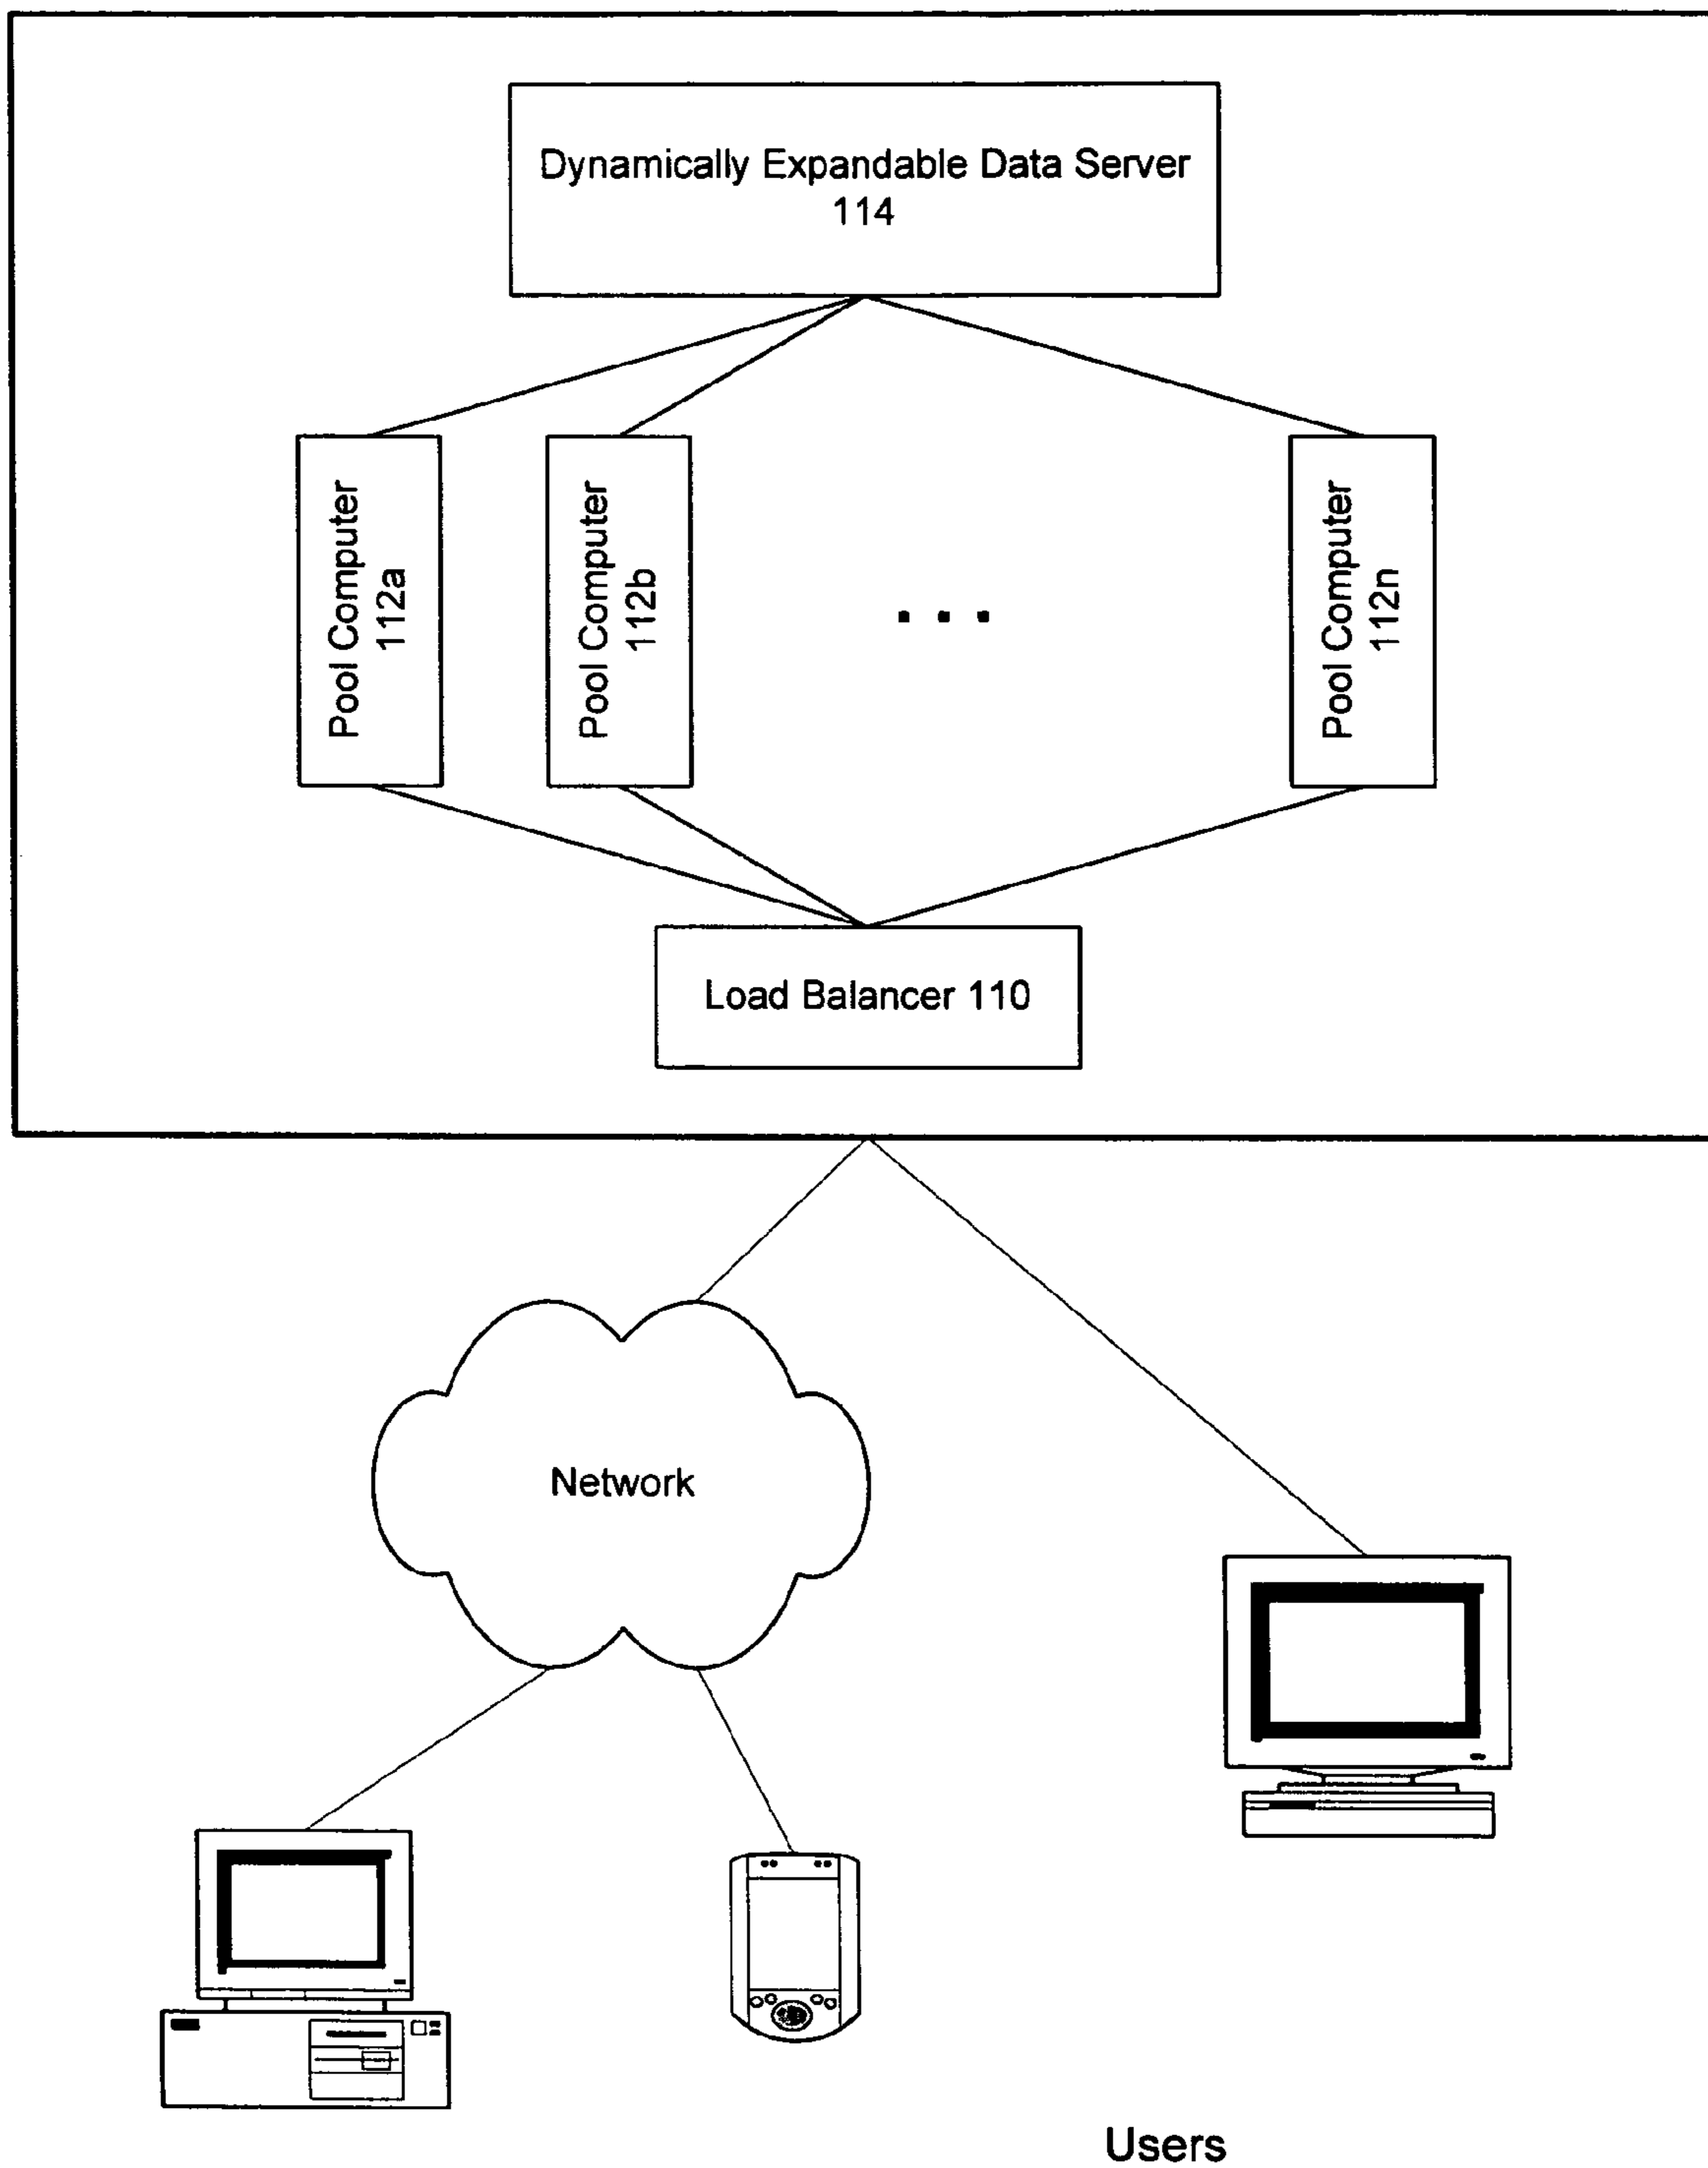 Dynamically Expandable Data Server
114
Pool Computer
112a
Pool Computer
112b
. . .
Pool Computer
112n
Load Balancer 110
Network
Users